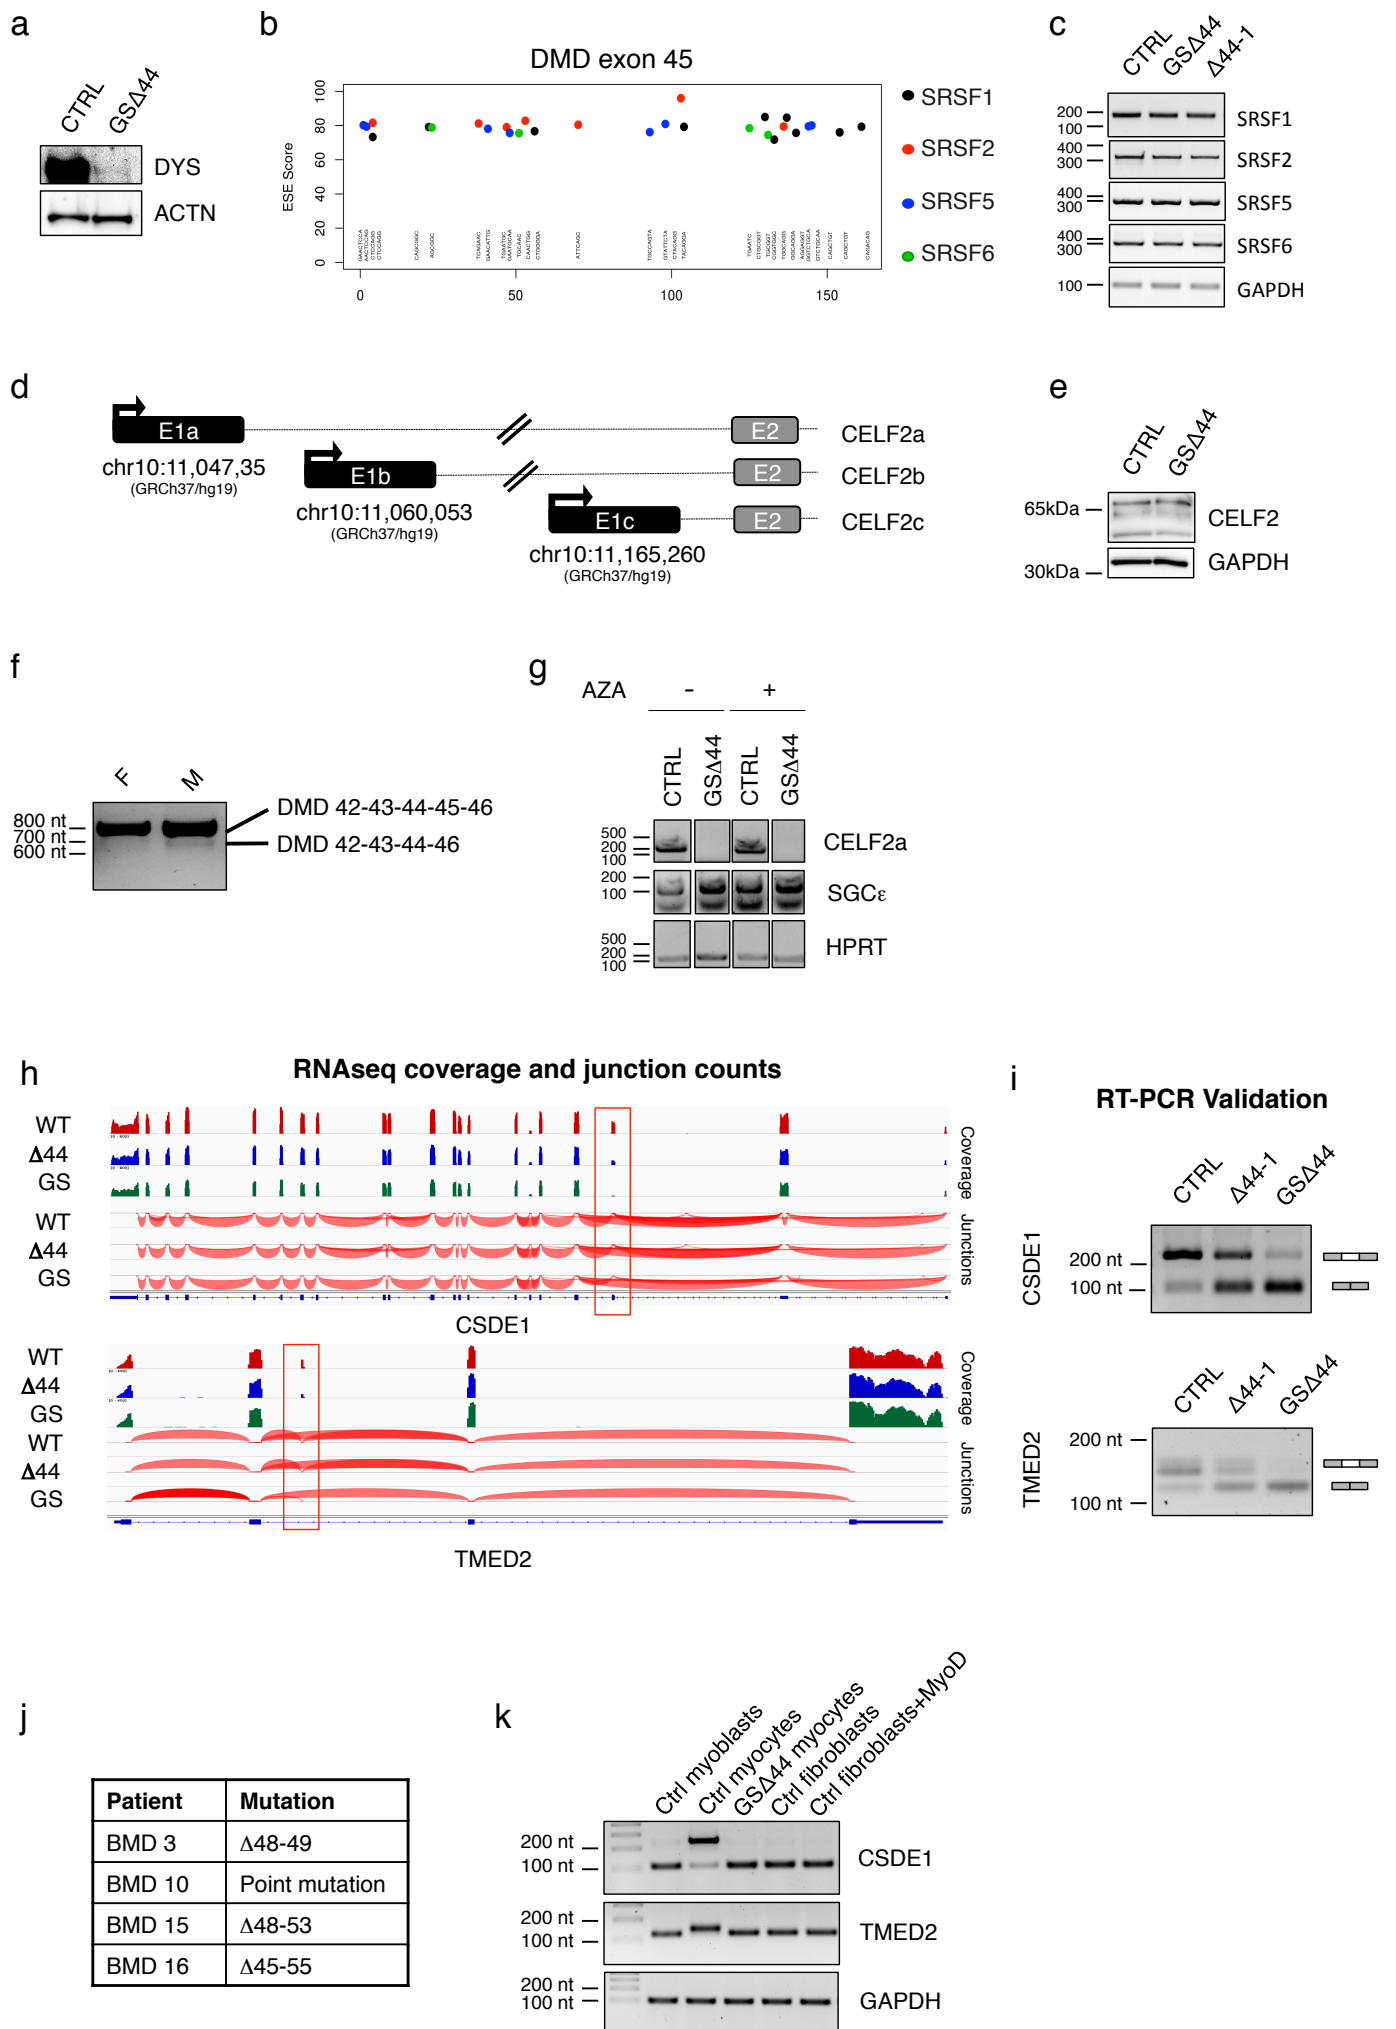 a
CTRL
GSΔ44
DYS
ACTN
b
DMD exon 45
ESE Score
100
80
60
40
20
0
0
50
100
150
SRSF1
SRSF2
SRSF5
SRSF6
c
CTRL
GSΔ44
Δ44-1
200
100
SRSF1
400
300
SRSF2
400
300
SRSF5
400
300
SRSF6
100
GAPDH
d
E1a
E2
CELF2a
chr10:11,047,35
(GRCh37/hg19)
E1b
E2
CELF2b
chr10:11,060,053
(GRCh37/hg19)
E1c
E2
CELF2c
chr10:11,165,260
(GRCh37/hg19)
e
CTRL
GSΔ44
65kDa
CELF2
30kDa
GAPDH
f
F
M
800 nt
700 nt
600 nt
DMD 42-43-44-45-46
DMD 42-43-44-46
g
AZA - +
CTRL
GSΔ44
CTRL
GSΔ44
500
200
100
CELF2a
200
100
SGCε
500
200
100
HPRT
h
RNAseq coverage and junction counts
WT
Δ44
GS
Coverage
WT
Δ44
GS
Junctions
CSDE1
WT
Δ44
GS
Coverage
WT
Δ44
GS
Junctions
TMED2
i
RT-PCR Validation
CTRL
Δ44-1
GSΔ44
CSDE1
200 nt
100 nt
CTRL
Δ44-1
GSΔ44
TMED2
200 nt
100 nt
j
Patient Mutation
BMD 3 Δ48-49
BMD 10 Point mutation
BMD 15 Δ48-53
BMD 16 Δ45-55
k
Ctrl myoblasts
Ctrl myocytes
GSΔ44 myocytes
Ctrl fibroblasts
Ctrl fibroblasts+MyoD
200 nt
100 nt
CSDE1
200 nt
100 nt
TMED2
200 nt
100 nt
GAPDH